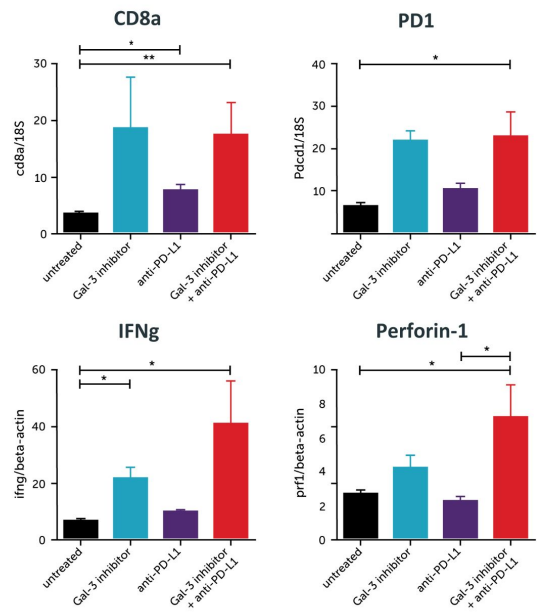 CD8a
*
**
30
20
10
0
cd8a/18S
untreated
Gal-3 inhibitor
anti-PD-L1
Gal-3 inhibitor
+ anti-PD-L1
PD1
*
40
30
20
10
Pdcd1/18S
untreated
Gal-3 inhibitor
anti-PD-L1
Gal-3 inhibitor
+ anti-PD-L1
IFNg
*
*
60
40
20
0
ifng/beta-actin
untreated
Gal-3 inhibitor
anti-PD-L1
Gal-3 inhibitor
+ anti-PD-L1
Perforin-1
*
*
10
8
6
4
2
0
prf1/beta-actin
untreated
Gal-3 inhibitor
anti-PD-L1
Gal-3 inhibitor
+ anti-PD-L1